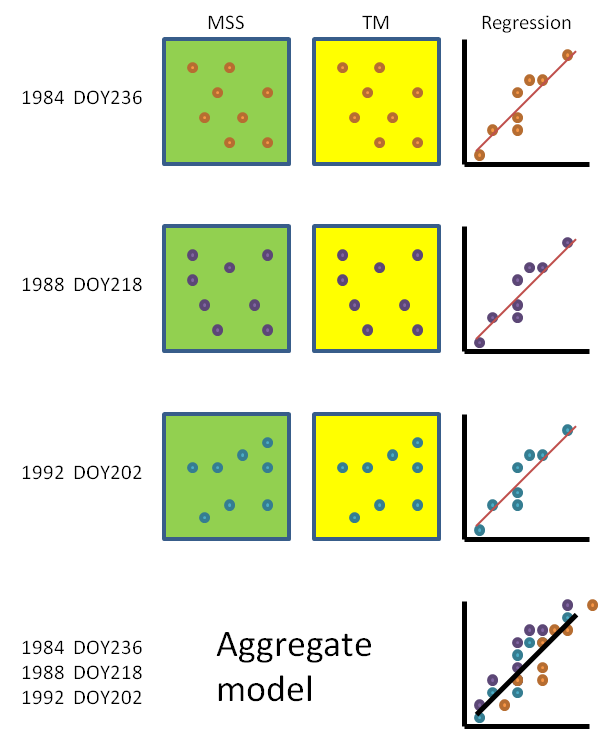 MSS TM Regression
1984 DOY236
1988 DOY218
1992 DOY202
1984 DOY236
1988 DOY218
1992 DOY202
Aggregate
model